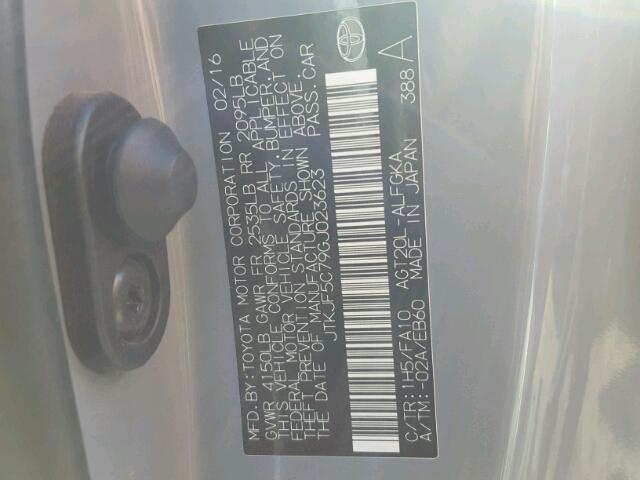 MFD. BY: TOYOTA MOTOR CORPORATION 02/16
GVWR 4150LB GAWR FR 2535LB RR 2095LB
THIS VEHICLE CONFORMS TO ALL APPLICABLE
FEDERAL MOTOR VEHICLE SAFETY, BUMPER, AND
THEFT PREVENTION STANDARDS IN EFFECT ON
THE DATE OF MANUFACTURE SHOWN ABOVE.
JTKJF5C79GJ023623 PASS. CAR
C/TR: 1H5/FA10 AGT20L-ALFGKA
A/TM: -02A/EB60 MADE IN JAPAN 388 A